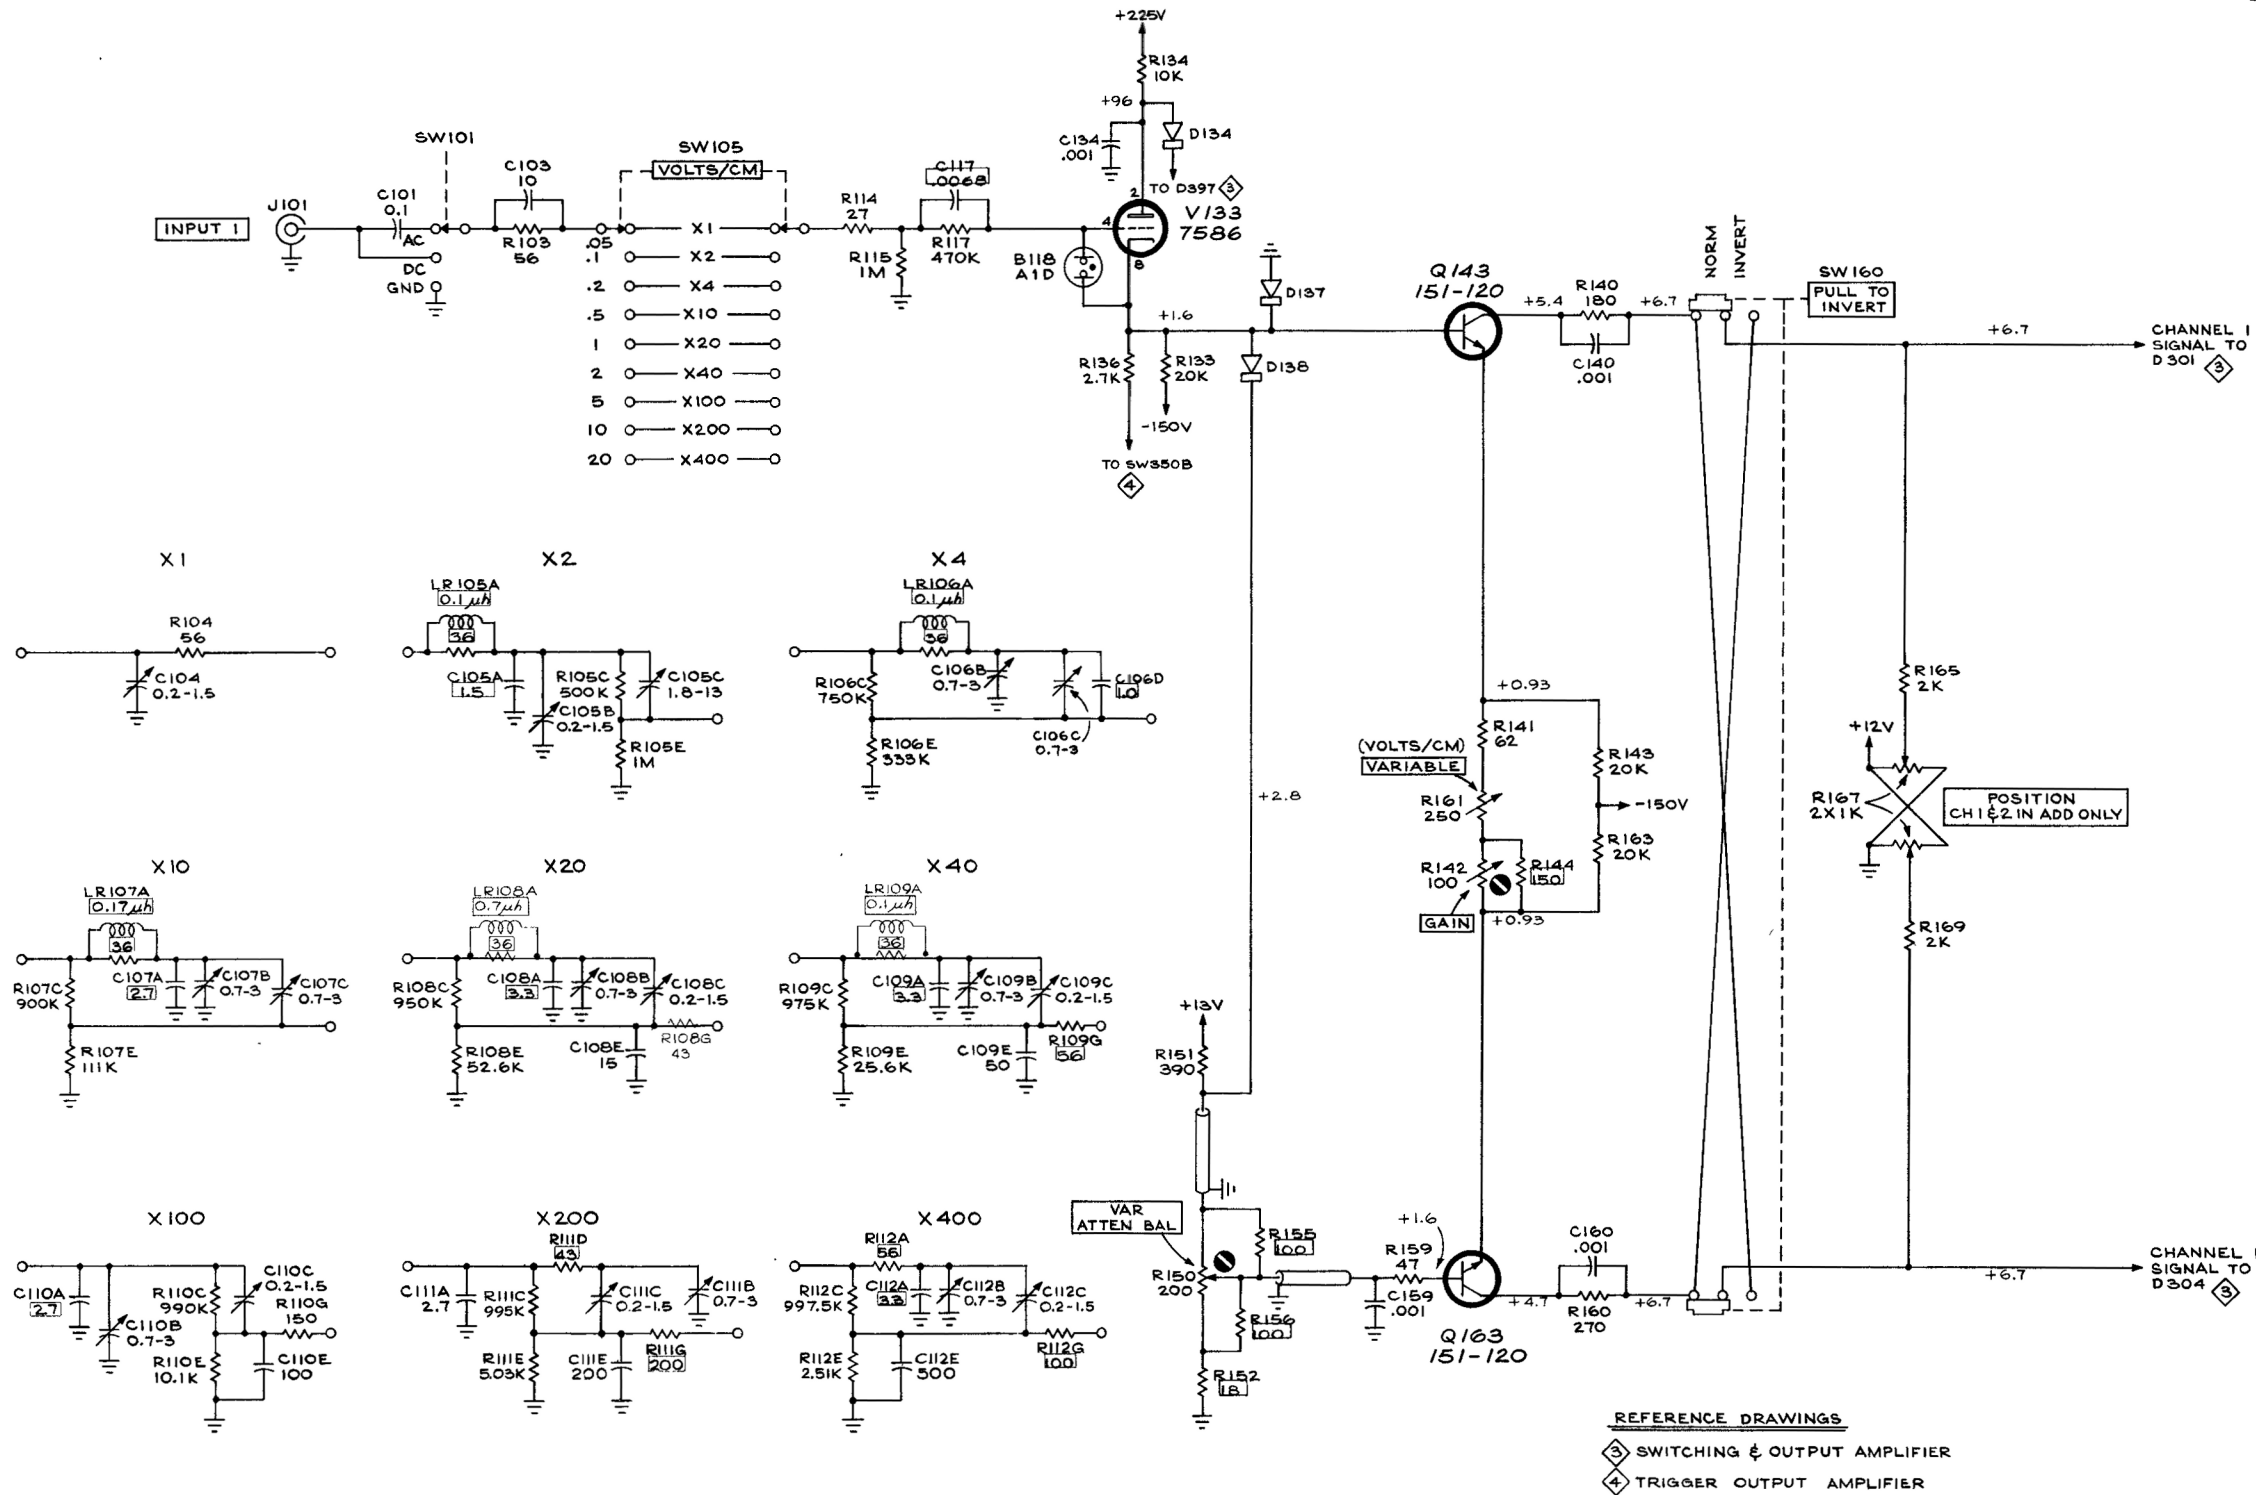 +225V
R134
10K
+96
C134
.001
D134
TO D397 3
SW101
SW105
VOLTS/CM
C103
10
C117
.0068
INPUT 1
J101
C101
0.1
AC
DC
GND
R103
56
R114
27
R115
1M
R117
470K
B118
A1D
2
4
8
V133
7586
.05 X1
.1 X2
.2 X4
.5 X10
1 X20
2 X40
5 X100
10 X200
20 X400
+1.6
R136
2.7K
R133
20K
-150V
TO SW350B
4
D137
D138
+2.8
Q143
151-120
+5.4
R140
180
+6.7
C140
.001
NORM
INVERT
SW160
PULL TO
INVERT
+6.7
CHANNEL 1
SIGNAL TO
D301 3
X1
R104
56
C104
0.2-1.5
X2
LR105A
0.1µh
36
C105A
1.5
R105C
500K
C105C
1.8-13
C105B
0.2-1.5
R105E
1M
X4
LR106A
0.1µh
36
R106C
750K
C106B
0.7-3
C106D
1.0
C106C
0.7-3
R106E
333K
+0.93
R141
62
(VOLTS/CM)
VARIABLE
R161
250
R143
20K
-150V
R163
20K
R142
100
R144
150
GAIN
+0.93
R165
2K
+12V
R167
2X1K
POSITION
CH1&2 IN ADD ONLY
R169
2K
X10
LR107A
0.17µh
36
R107C
900K
C107A
2.7
C107B
0.7-3
C107C
0.7-3
R107E
111K
X20
LR108A
0.7µh
36
R108C
950K
C108A
3.3
C108B
0.7-3
C108C
0.2-1.5
R108E
52.6K
C108E
15
R108G
43
X40
LR109A
0.1µh
36
R109C
975K
C109A
3.3
C109B
0.7-3
C109C
0.2-1.5
R109E
25.6K
C109E
50
R109G
56
+13V
R151
390
X100
C110A
2.7
C110B
0.7-3
R110C
990K
C110C
0.2-1.5
R110G
150
R110E
10.1K
C110E
100
X200
R111D
43
C111A
2.7
R111C
995K
C111C
0.2-1.5
C111B
0.7-3
R111E
5.03K
C111E
200
R111G
200
X400
R112A
56
R112C
997.5K
C112A
3.3
C112B
0.7-3
C112C
0.2-1.5
R112E
2.51K
C112E
500
R112G
100
VAR
ATTEN BAL
R150
200
R155
100
R156
100
R152
18
C159
.001
R159
47
+1.6
Q163
151-120
+4.7
C160
.001
R160
270
+6.7
+6.7
CHANNEL
SIGNAL TO
D304 3
REFERENCE DRAWINGS
3 SWITCHING & OUTPUT AMPLIFIER
4 TRIGGER OUTPUT AMPLIFIER